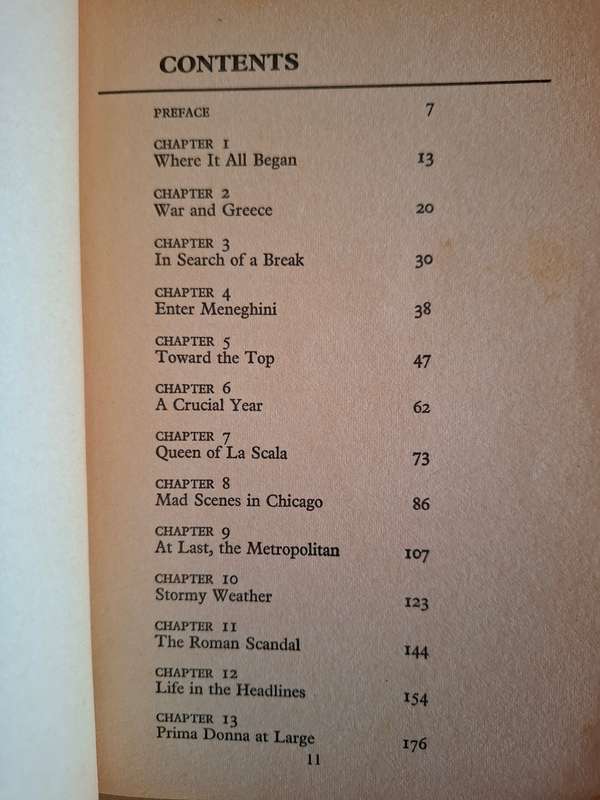 CONTENTS
PREFACE 7
CHAPTER 1
Where It All Began 13
CHAPTER 2
War and Greece 20
CHAPTER 3
In Search of a Break 30
CHAPTER 4
Enter Meneghini 38
CHAPTER 5
Toward the Top 47
CHAPTER 6
A Crucial Year 62
CHAPTER 7
Queen of La Scala 73
CHAPTER 8
Mad Scenes in Chicago 86
CHAPTER 9
At Last, the Metropolitan 107
CHAPTER 10
Stormy Weather 123
CHAPTER 11
The Roman Scandal 144
CHAPTER 12
Life in the Headlines 154
CHAPTER 13
Prima Donna at Large 176
11